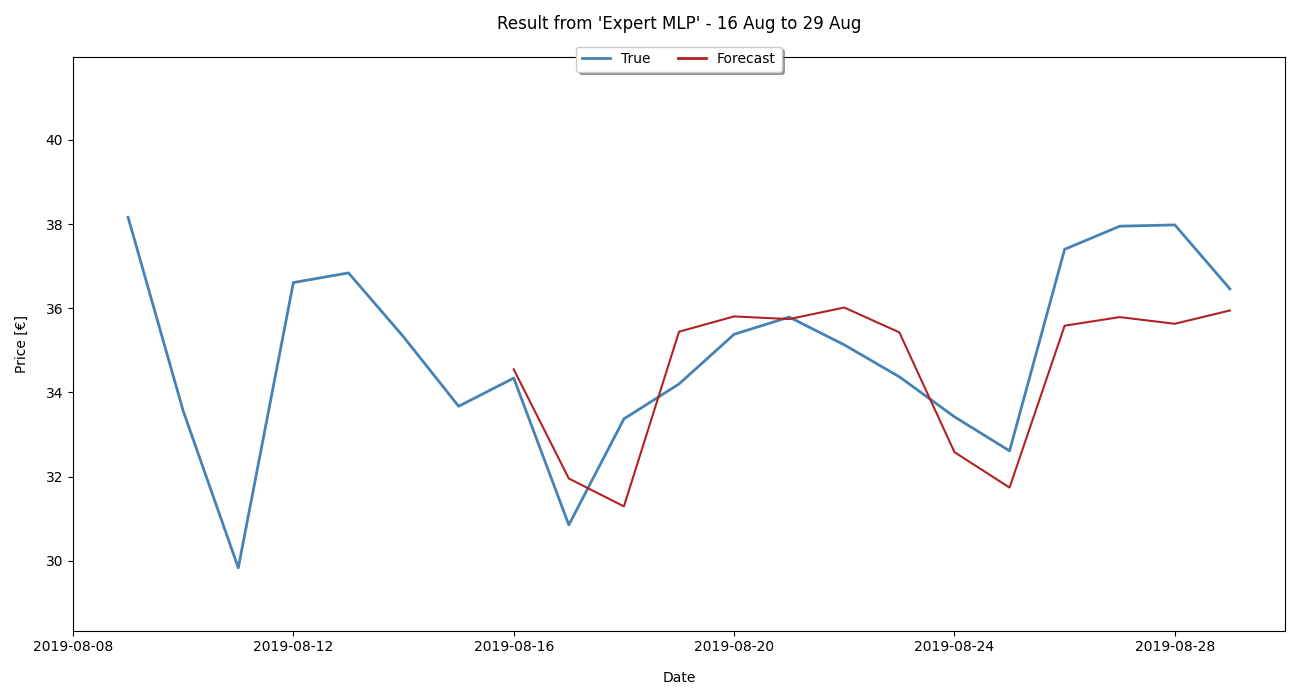 Result from 'Expert MLP' - 16 Aug to 29 Aug
True Forecast
Price [€]
40
38
36
34
32
30
2019-08-08 2019-08-12 2019-08-16 2019-08-20 2019-08-24 2019-08-28
Date